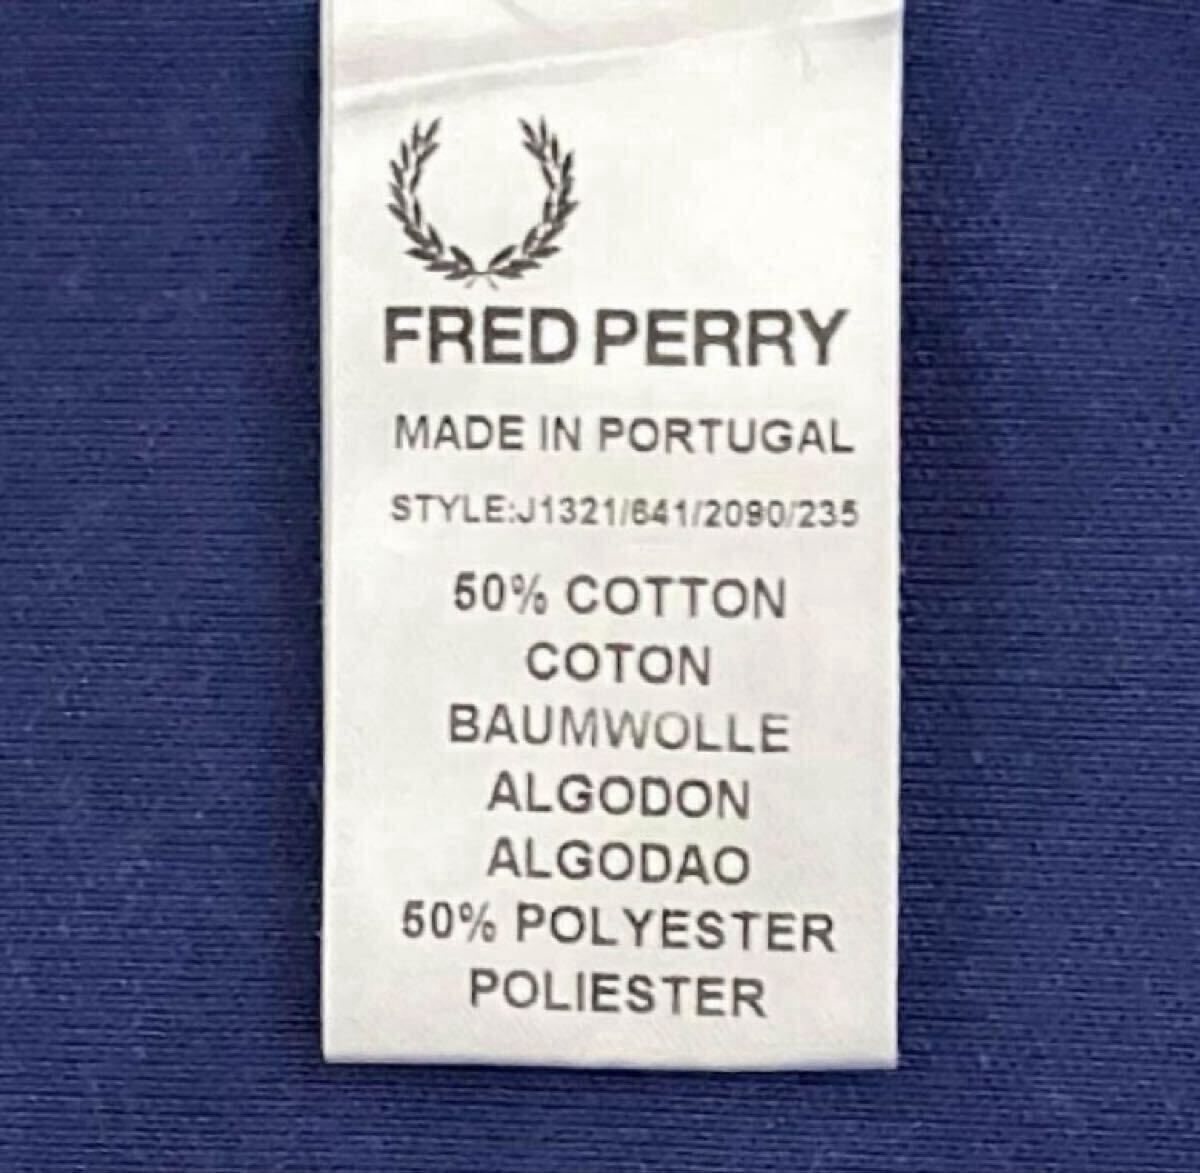 FRED PERRY
MADE IN PORTUGAL
STYLE:J1321/641/2090/235
50% COTTON
COTON
BAUMWOLLE
ALGODON
ALGODAO
50% POLYESTER
POLIESTER